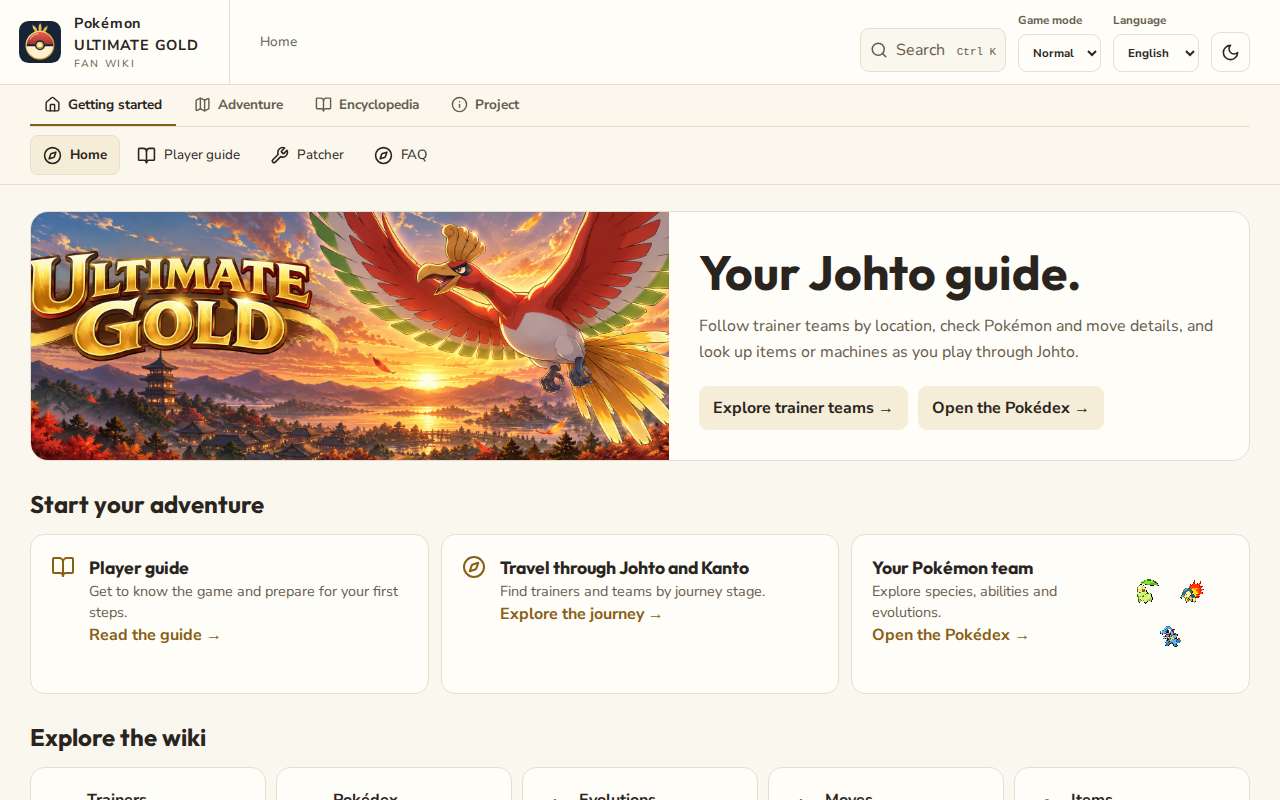 Pokémon
ULTIMATE GOLD
FAN WIKI
Home
Search Ctrl K
Game mode
Normal
Language
English
Getting started
Adventure
Encyclopedia
Project
Home
Player guide
Patcher
FAQ
ULTIMATE
GOLD
Your Johto guide.
Follow trainer teams by location, check Pokémon and move details, and
look up items or machines as you play through Johto.
Explore trainer teams →
Open the Pokédex →
Start your adventure
Player guide
Get to know the game and prepare for your first
steps.
Read the guide →
Travel through Johto and Kanto
Find trainers and teams by journey stage.
Explore the journey →
Your Pokémon team
Explore species, abilities and
evolutions.
Open the Pokédex →
Explore the wiki
Trainers
Pokédex
Evolutions
Moves
Items